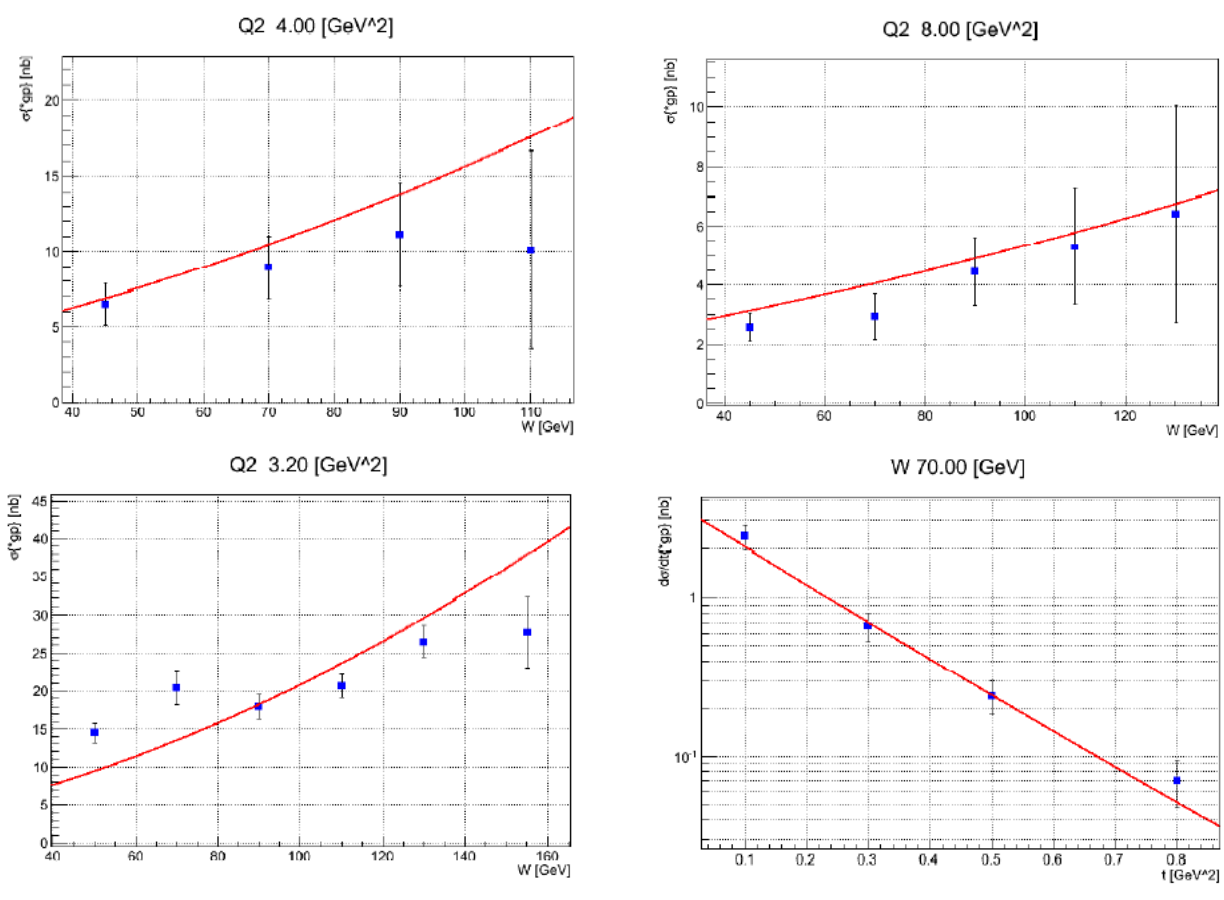 Q2 4.00 [GeV^2]
σ{*gp} [nb]
20
15
10
5
0
40 50 60 70 80 90 100 110
W [GeV]
Q2 8.00 [GeV^2]
σ{*gp} [nb]
10
8
6
4
2
0
40 60 80 100 120
W [GeV]
Q2 3.20 [GeV^2]
σ{*gp} [nb]
45
40
35
30
25
20
15
10
5
0
40 60 80 100 120 140 160
W [GeV]
W 70.00 [GeV]
dσ/dt{*gp} [nb]
1
10-1
0.1 0.2 0.3 0.4 0.5 0.6 0.7 0.8
t [GeV^2]